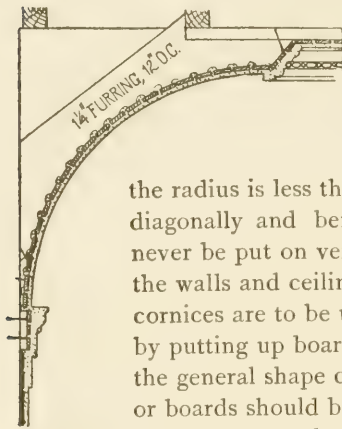 1¼" FURRING, 12" O.C.
the radius is less th
diagonally and be
never be put on ve
the walls and ceilin
cornices are to be
by putting up boar
the general shape
or boards should b